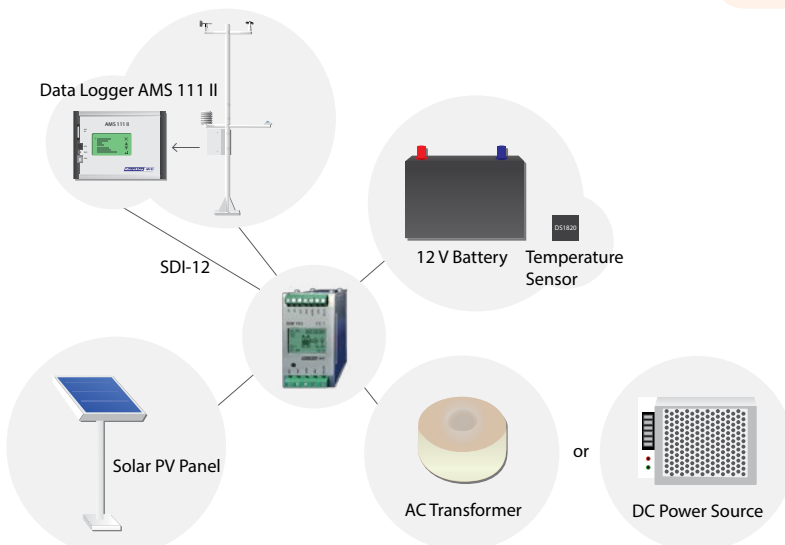 Data Logger AMS 111 II
AMS 111 II
SDI-12
12 V Battery
DS1820
Temperature
Sensor
Solar PV Panel
AC Transformer
or
DC Power Source